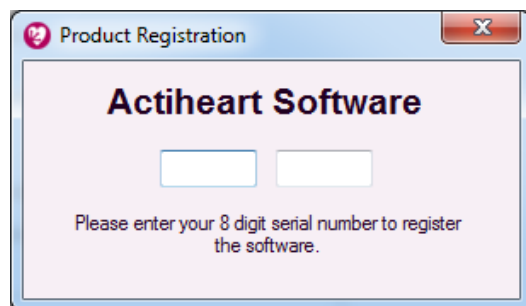 Product Registration
Actiheart Software
Please enter your 8 digit serial number to register
the software.